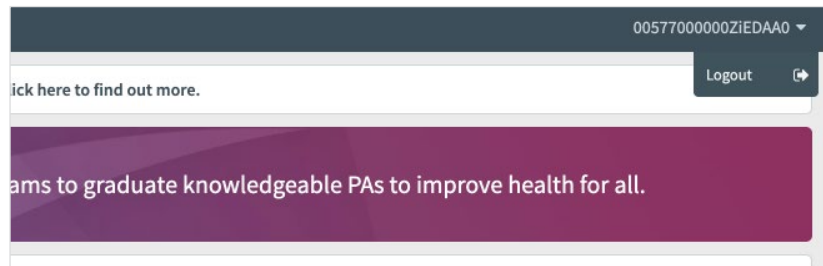 00577000000ZiEDAA0
Logout
ick here to find out more.
ams to graduate knowledgeable PAs to improve health for all.